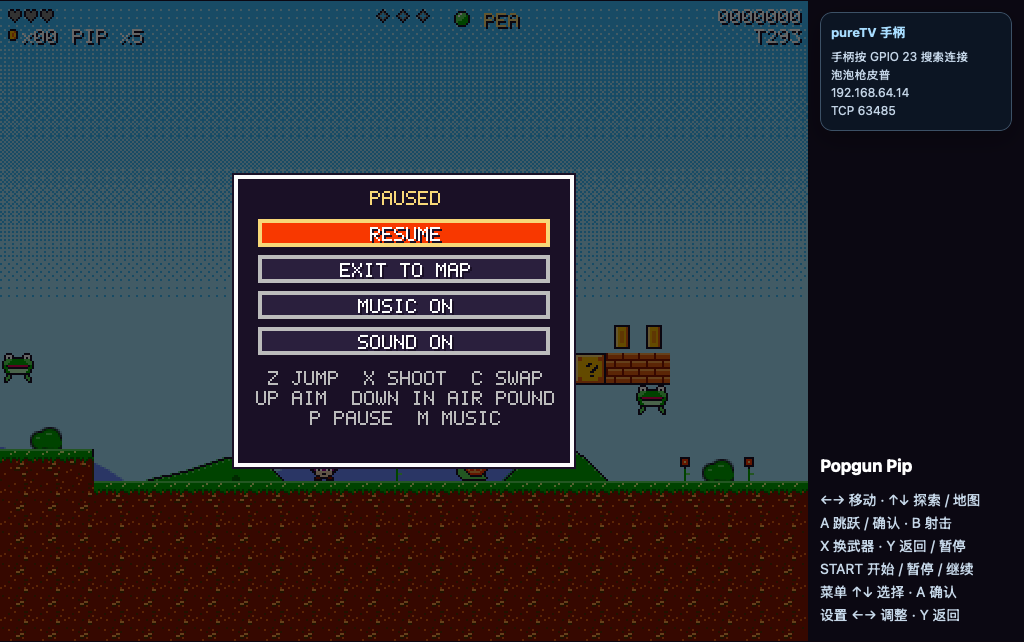 x00 PIP x5
PEA
0000000
T293
PAUSED
RESUME
EXIT TO MAP
MUSIC ON
SOUND ON
Z JUMP X SHOOT C SWAP
UP AIM DOWN IN AIR POUND
P PAUSE M MUSIC
?
pureTV 手柄
手柄按 GPIO 23 搜索连接
泡泡枪皮普
192.168.64.14
TCP 63485
Popgun Pip
←→ 移动 · ↑↓ 探索 / 地图
A 跳跃 / 确认 · B 射击
X 换武器 · Y 返回 / 暂停
START 开始 / 暂停 / 继续
菜单 ↑↓ 选择 · A 确认
设置 ←→ 调整 · Y 返回